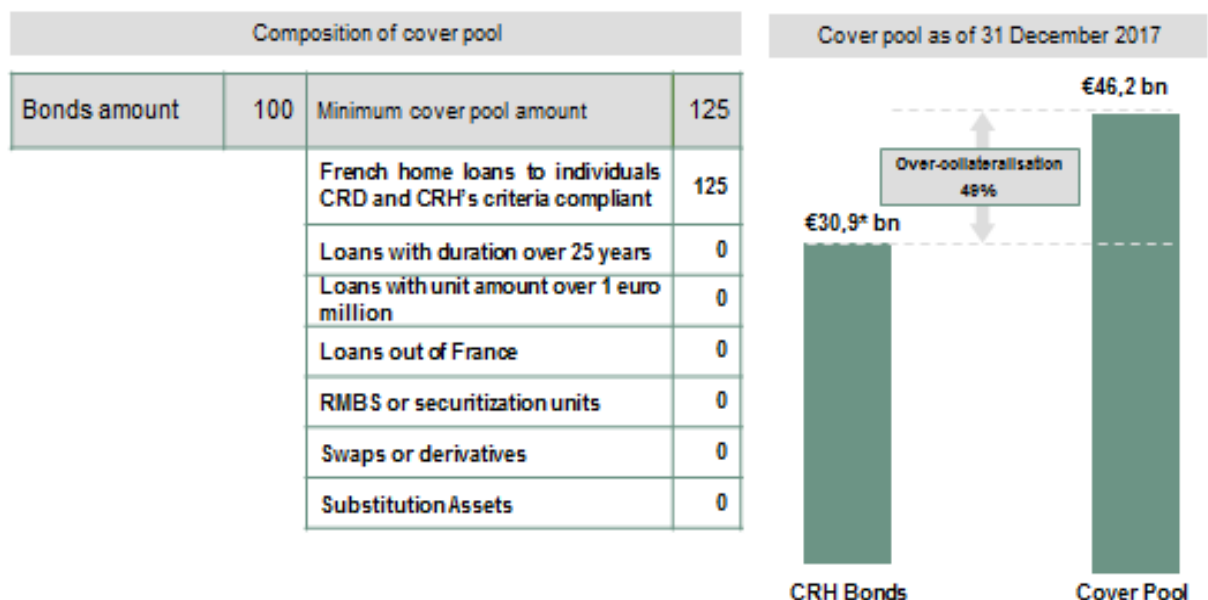 Composition of cover pool
Bonds amount 100 Minimum cover pool amount 125
French home loans to individuals
CRD and CRH's criteria compliant 125
Loans with duration over 25 years 0
Loans with unit amount over 1 euro
million 0
Loans out of France 0
RMBS or securitization units 0
Swaps or derivatives 0
Substitution Assets 0
Cover pool as of 31 December 2017
€46,2 bn
Over-collateralisation
49%
€30,9* bn
CRH Bonds
Cover Pool